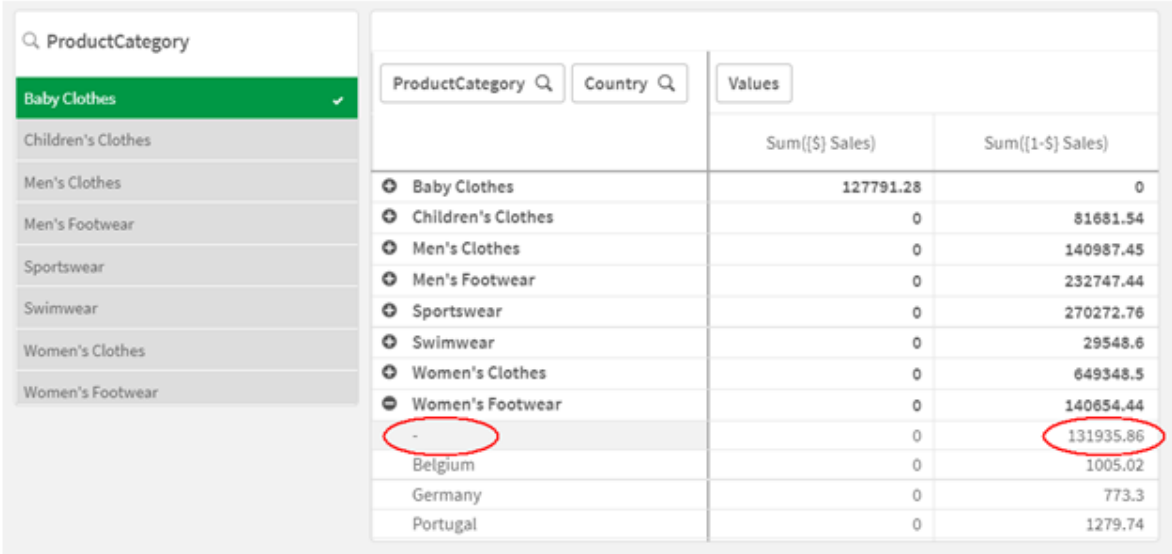 ProductCategory
Baby Clothes
Children's Clothes
Men's Clothes
Men's Footwear
Sportswear
Swimwear
Women's Clothes
Women's Footwear
ProductCategory Country Values
Sum({$} Sales) Sum({1-$} Sales)
Baby Clothes 127791.28 0
Children's Clothes 0 81681.54
Men's Clothes 0 140987.45
Men's Footwear 0 232747.44
Sportswear 0 270272.76
Swimwear 0 29548.6
Women's Clothes 0 649348.5
Women's Footwear 0 140654.44
- 0 131935.86
Belgium 0 1005.02
Germany 0 773.3
Portugal 0 1279.74